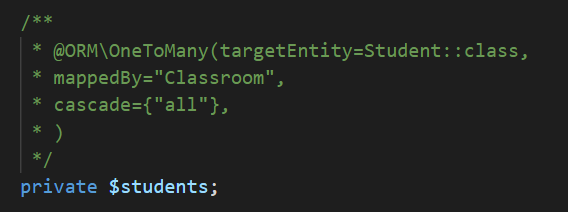 /**
* @ORM\OneToMany(targetEntity=Student::class,
* mappedBy="Classroom",
* cascade={"all"},
* )
*/
private $students;